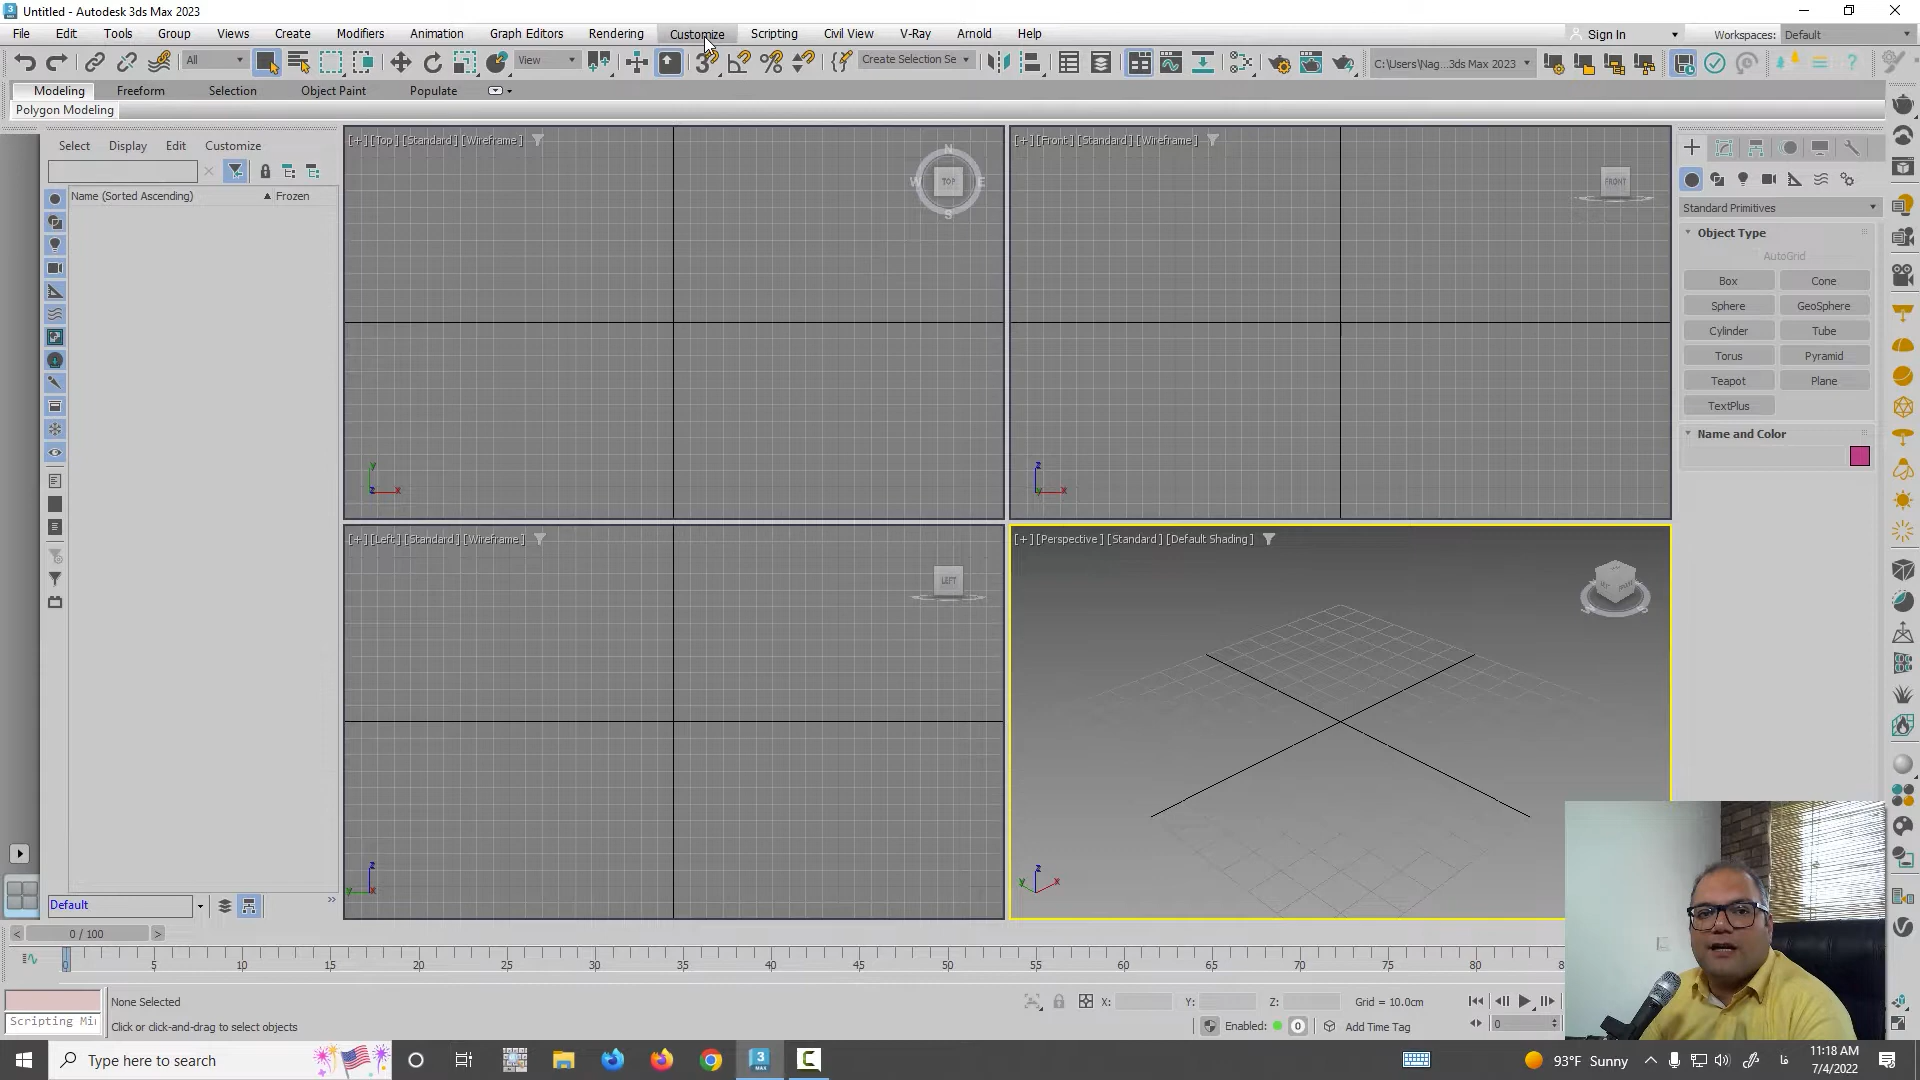 Untitled - Autodesk 3ds Max 2023
File Edit Tools Group Views Create Modifiers Animation Graph Editors Rendering Customize Scripting Civil View V-Ray Arnold Help Sign In Workspaces: Default
All View Create Selection Se C:\Users\Nag...3ds Max 2023
Modeling Freeform Selection Object Paint Populate
Polygon Modeling
Select Display Edit Customize
Name (Sorted Ascending) Frozen
[+] [Top] [Standard] [Wireframe]
N
W TOP E
S
[+] [Front] [Standard] [Wireframe]
FRONT
y
z x
z
y x
[+] [Left] [Standard] [Wireframe]
LEFT
z
y x
[+] [Perspective] [Standard] [Default Shading]
z
y x
Standard Primitives
Object Type
AutoGrid
Box Cone
Sphere GeoSphere
Cylinder Tube
Torus Pyramid
Teapot Plane
TextPlus
Name and Color
Default
< 0 / 100 >
0 5 10 15 20 25 30 35 40 45 50 55 60 65 70 75 80
None Selected X: Y: Z: Grid = 10.0cm
Click or click-and-drag to select objects
Enabled: 0 Add Time Tag 0
Type here to search
3 MAX
93°F Sunny فا
11:18 AM
7/4/2022